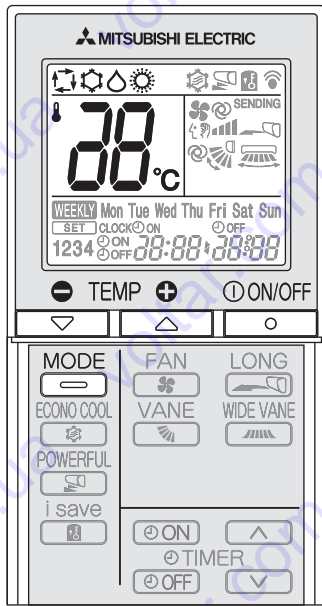 MITSUBISHI ELECTRIC
SENDING
88°C
WEEKLY Mon Tue Wed Thu Fri Sat Sun
SET CLOCK ON OFF
1234 ON OFF 88:88 88:88
TEMP ON/OFF
MODE FAN LONG
ECONO COOL VANE WIDE VANE
POWERFUL
i save
ON
TIMER
OFF